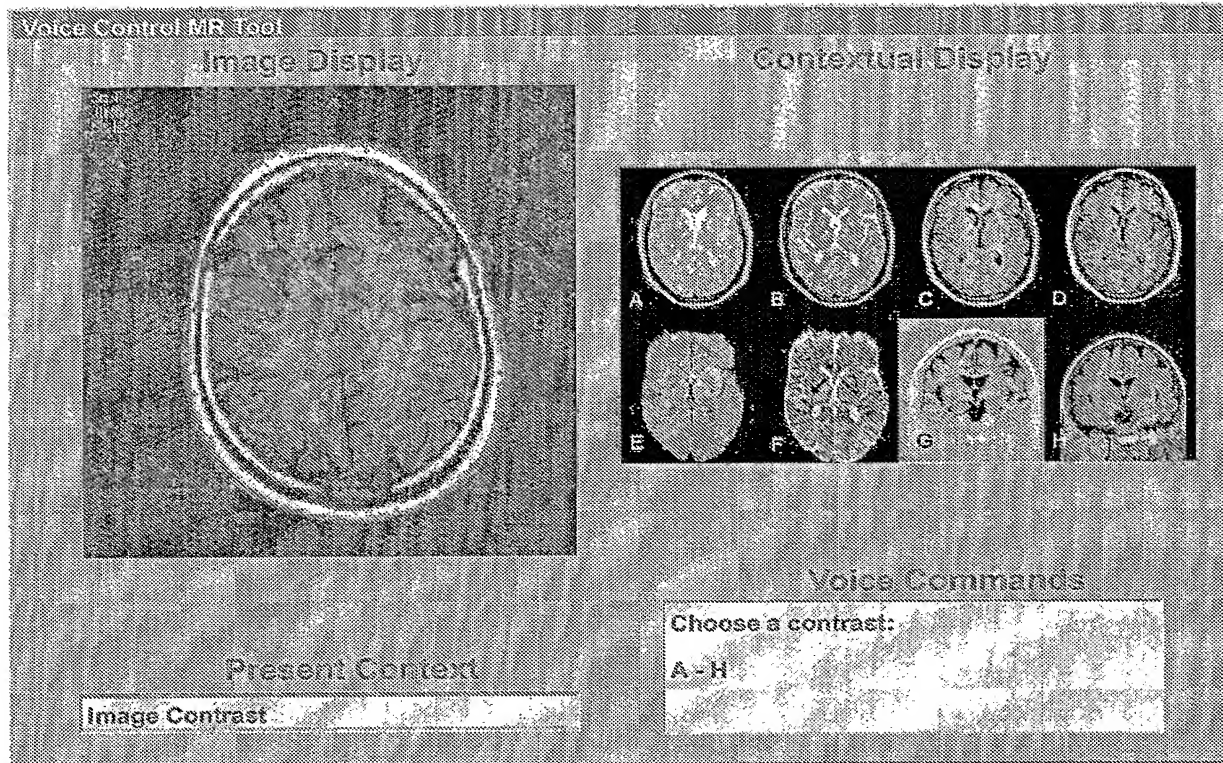 Voice Control MR Tool
Image Display
Contextual Display
A B C D
E F G H
Voice Commands
Choose a contrast:
A - H
Present Context
Image Contrast